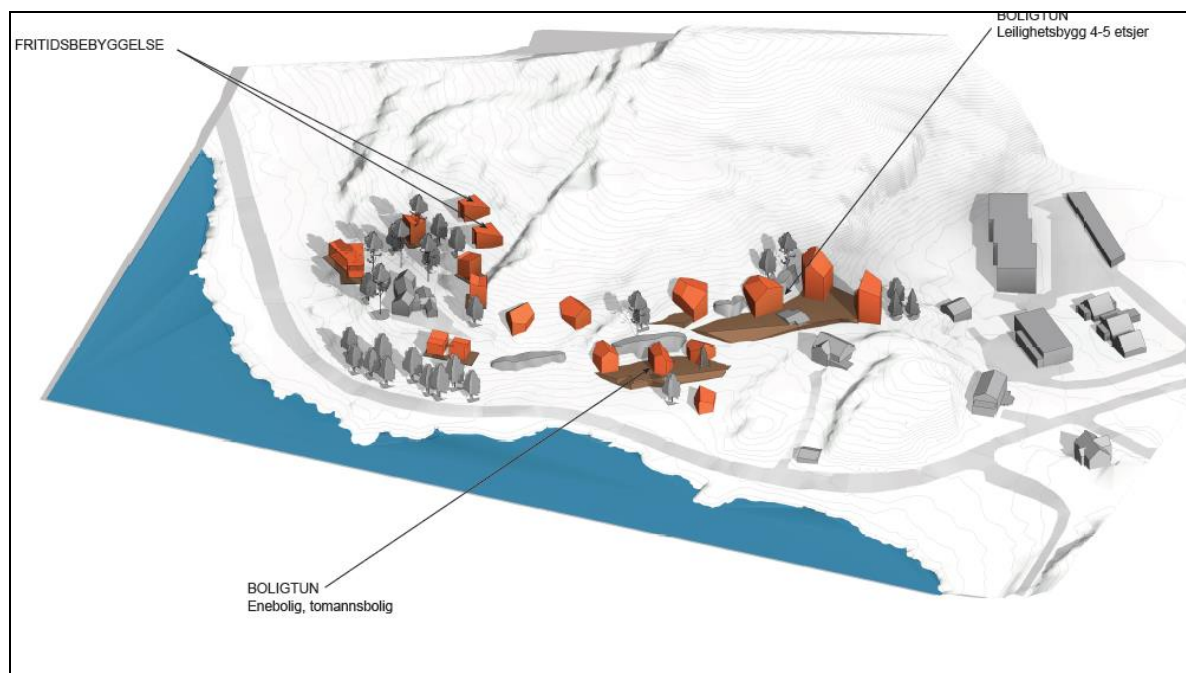 FRITIDSBEBYGGELSE
BOLIGTUN
Leilighetsbygg 4-5 etsjer
BOLIGTUN
Enebolig, tomannsbolig